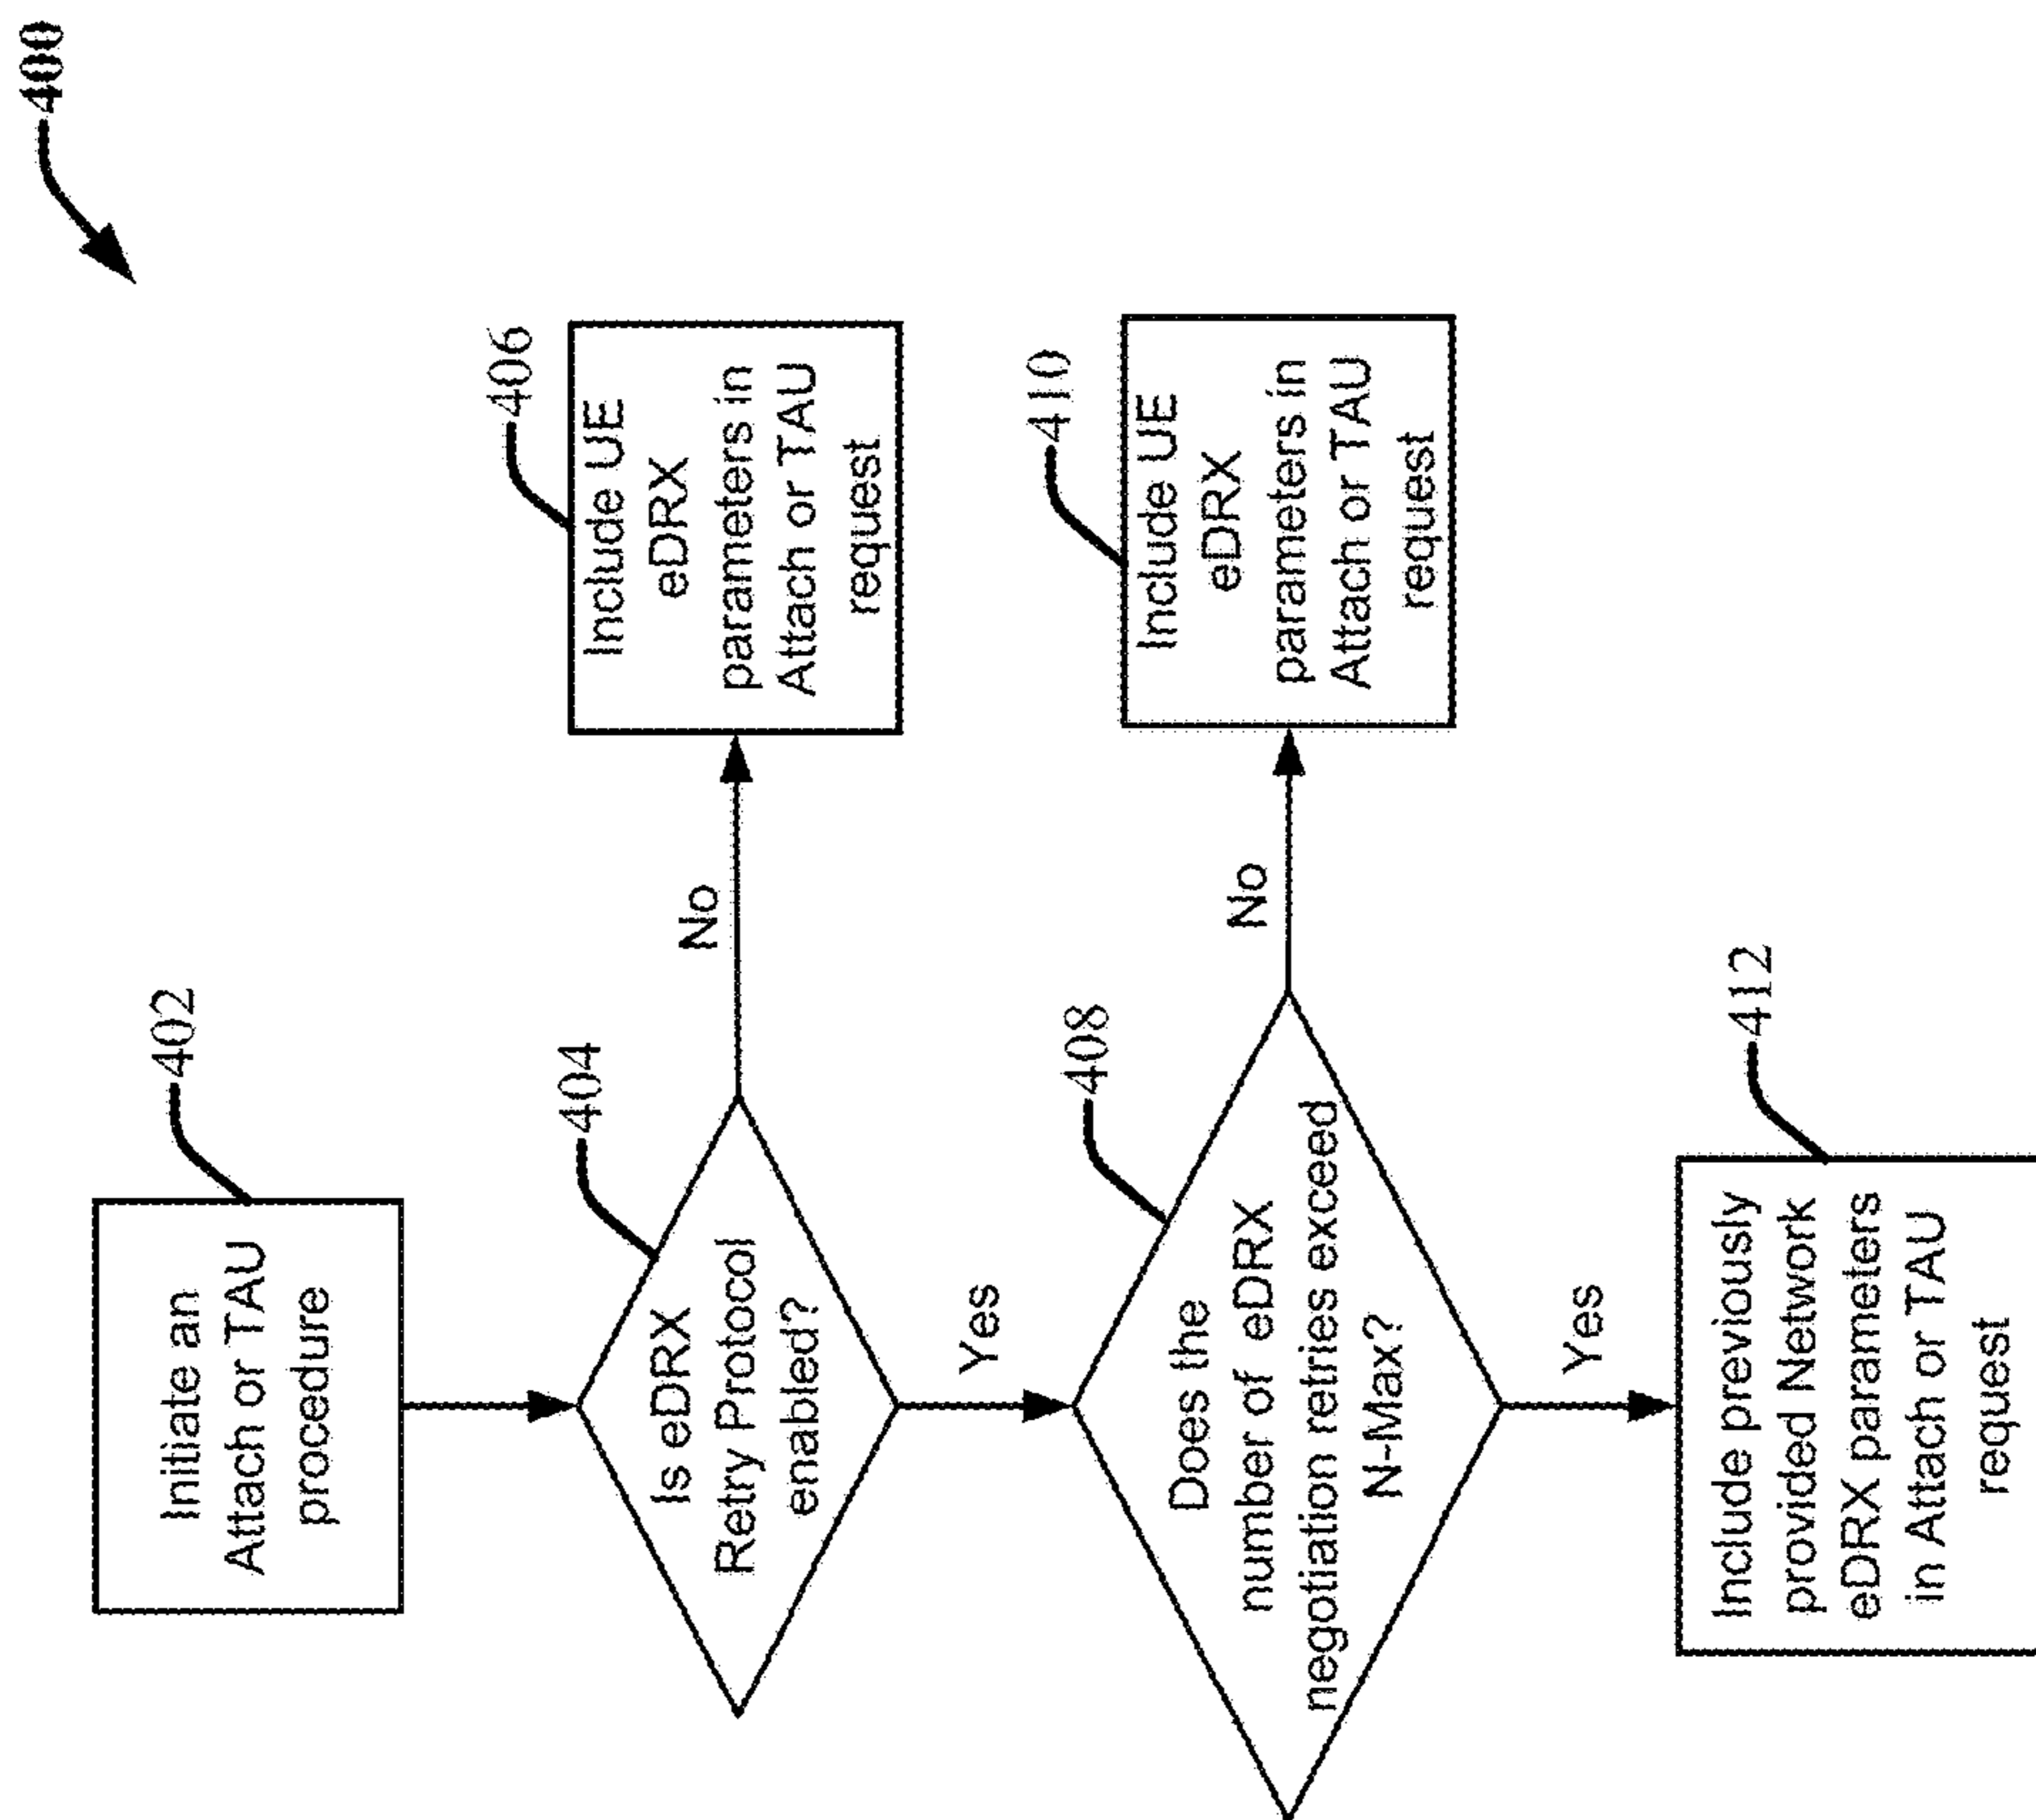 400
402
Initiate an
Attach or TAU
procedure
404
Is eDRX
Retry Protocol
enabled?
No
406
Include UE
eDRX
parameters in
Attach or TAU
request
Yes
408
Does the
number of eDRX
negotiation retries exceed
N-Max?
No
410
Include UE
eDRX
parameters in
Attach or TAU
request
Yes
412
Include previously
provided Network
eDRX parameters
in Attach or TAU
request